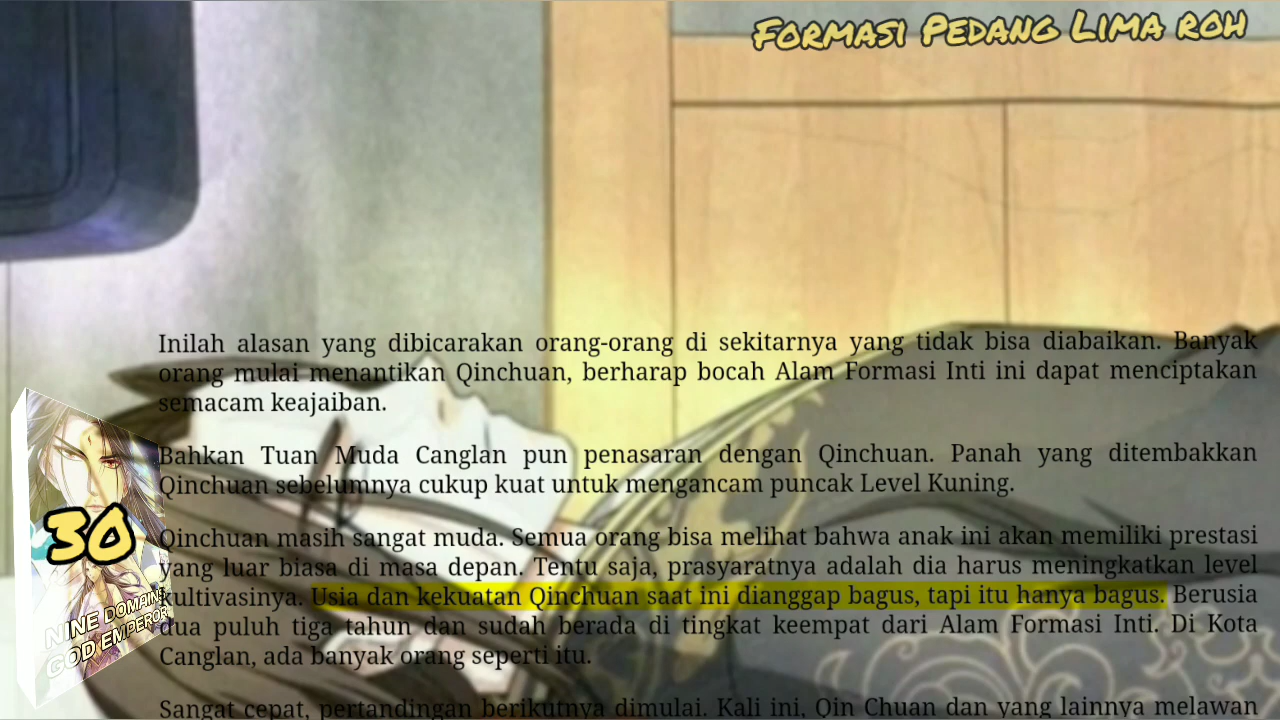 Formasi Pedang Lima roh
Inilah alasan yang dibicarakan orang-orang di sekitarnya yang tidak bisa diabaikan. Banyak
orang mulai menantikan Qinchuan, berharap bocah Alam Formasi Inti ini dapat menciptakan
semacam keajaiban.
Bahkan Tuan Muda Canglan pun penasaran dengan Qinchuan. Panah yang ditembakkan
Qinchuan sebelumnya cukup kuat untuk mengancam puncak Level Kuning.
Qinchuan masih sangat muda. Semua orang bisa melihat bahwa anak ini akan memiliki prestasi
yang luar biasa di masa depan. Tentu saja, prasyaratnya adalah dia harus meningkatkan level
kultivasinya. Usia dan kekuatan Qinchuan saat ini dianggap bagus, tapi itu hanya bagus. Berusia
dua puluh tiga tahun dan sudah berada di tingkat keempat dari Alam Formasi Inti. Di Kota
Canglan, ada banyak orang seperti itu.
Sangat cepat, pertandingan berikutnya dimulai. Kali ini, Qin Chuan dan yang lainnya melawan
30
NINE DOMAINS
GOD EMPEROR